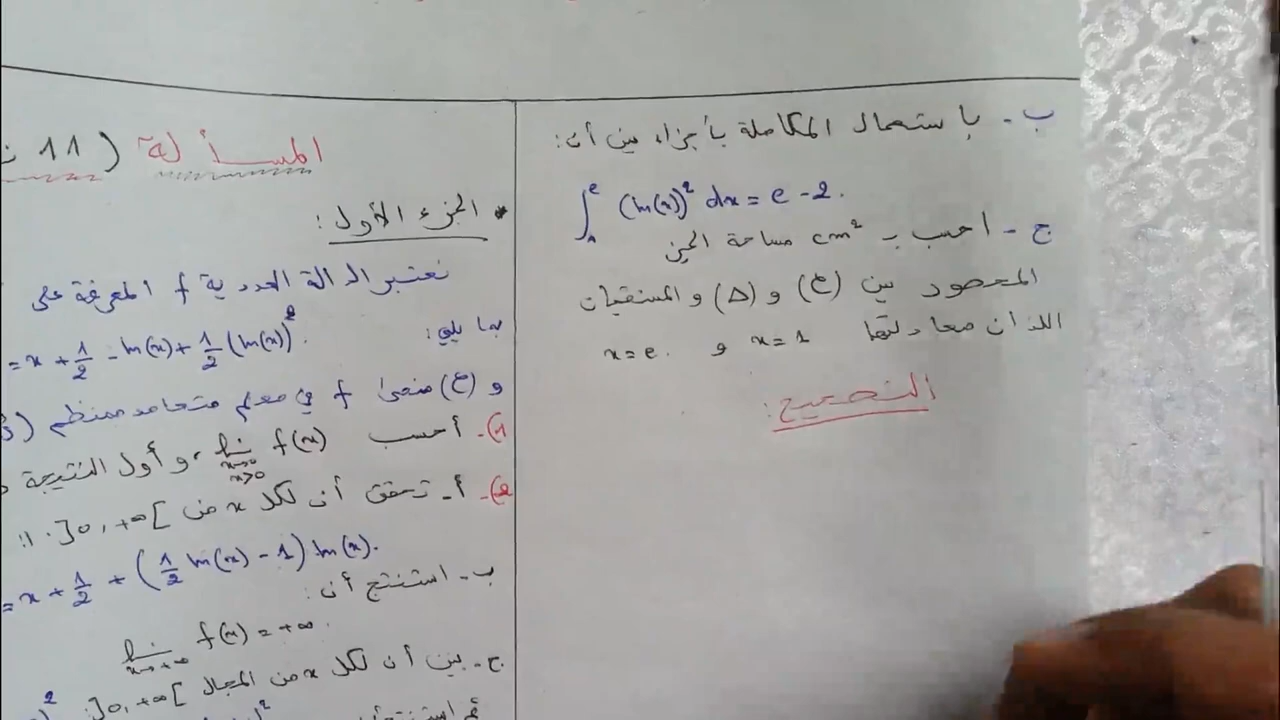 المسألة (11 ن
• الجزء الأول:
نعتبر الدالة العددية f المعرفة على
بما يلي:
= x + 1/2 - ln(x) + 1/2 (ln(x))².
و (ع) منحنى f في معلم متعامد ممنظم
1)- أحسب lim f(x) ، و أول النتيجة
x→0
x>0
2)- أ- تحقق أن لكل x من ]0,+∞[ :
= x + 1/2 + (1/2 ln(x) - 1) ln(x).
ب- استنتج أن:
lim f(x) = +∞.
x→+∞
ج- بين أن لكل x من المجال ]0,+∞[:
ب- باستعمال المكاملة بأجزاء بين أن:
∫₁ᵉ (ln(x))² dx = e - 2.
ج- احسب بـ cm² مساحة الحيز
المحصور بين (ع) و (Δ) و المستقيمان
اللذان معادلتها x = 1 و x = e.
التصحيح: